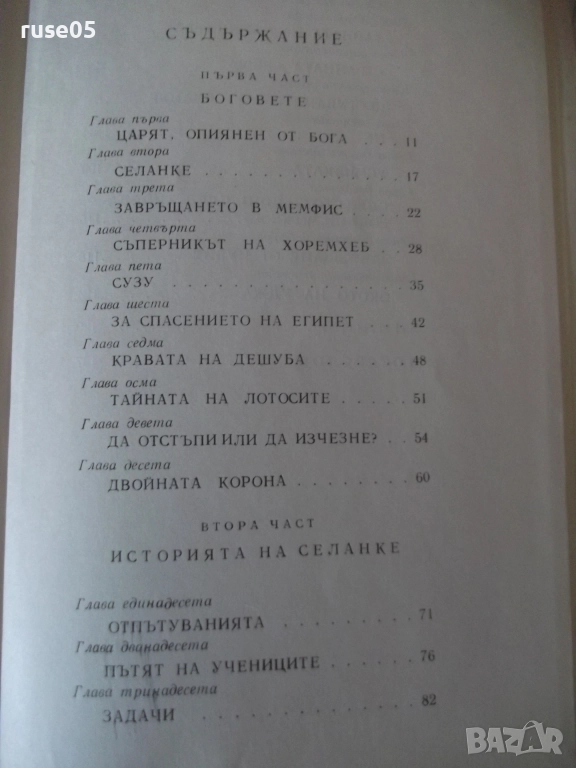 ruse05
СЪДЪРЖАНИЕ
ПЪРВА ЧАСТ
БОГОВЕТЕ
Глава първа
ЦАРЯТ, ОПИЯНЕН ОТ БОГА . . . 11
Глава втора
СЕЛАНКЕ . . . . . . . . . . . . . 17
Глава трета
ЗАВРЪЩАНЕТО В МЕМФИС . . . . 22
Глава четвърта
СЪПЕРНИКЪТ НА ХОРЕМХЕБ . . 28
Глава пета
СУЗУ . . . . . . . . . . . . . . . 35
Глава шеста
ЗА СПАСЕНИЕТО НА ЕГИПЕТ . . . 42
Глава седма
КРАВАТА НА ДЕШУБА . . . . . . 48
Глава осма
ТАЙНАТА НА ЛОТОСИТЕ . . . . . 51
Глава девета
ДА ОТСТЪПИ ИЛИ ДА ИЗЧЕЗНЕ? . . 54
Глава десета
ДВОЙНАТА КОРОНА . . . . . . . 60
ВТОРА ЧАСТ
ИСТОРИЯТА НА СЕЛАНКЕ
Глава единадесета
ОТПЪТУВАНИЯТА . . . . . . . . 71
Глава дванадесета
ПЪТЯТ НА УЧЕНИЦИТЕ . . . . . 76
Глава тринадесета
ЗАДАЧИ . . . . . . . . . . . . 82
BAZAR